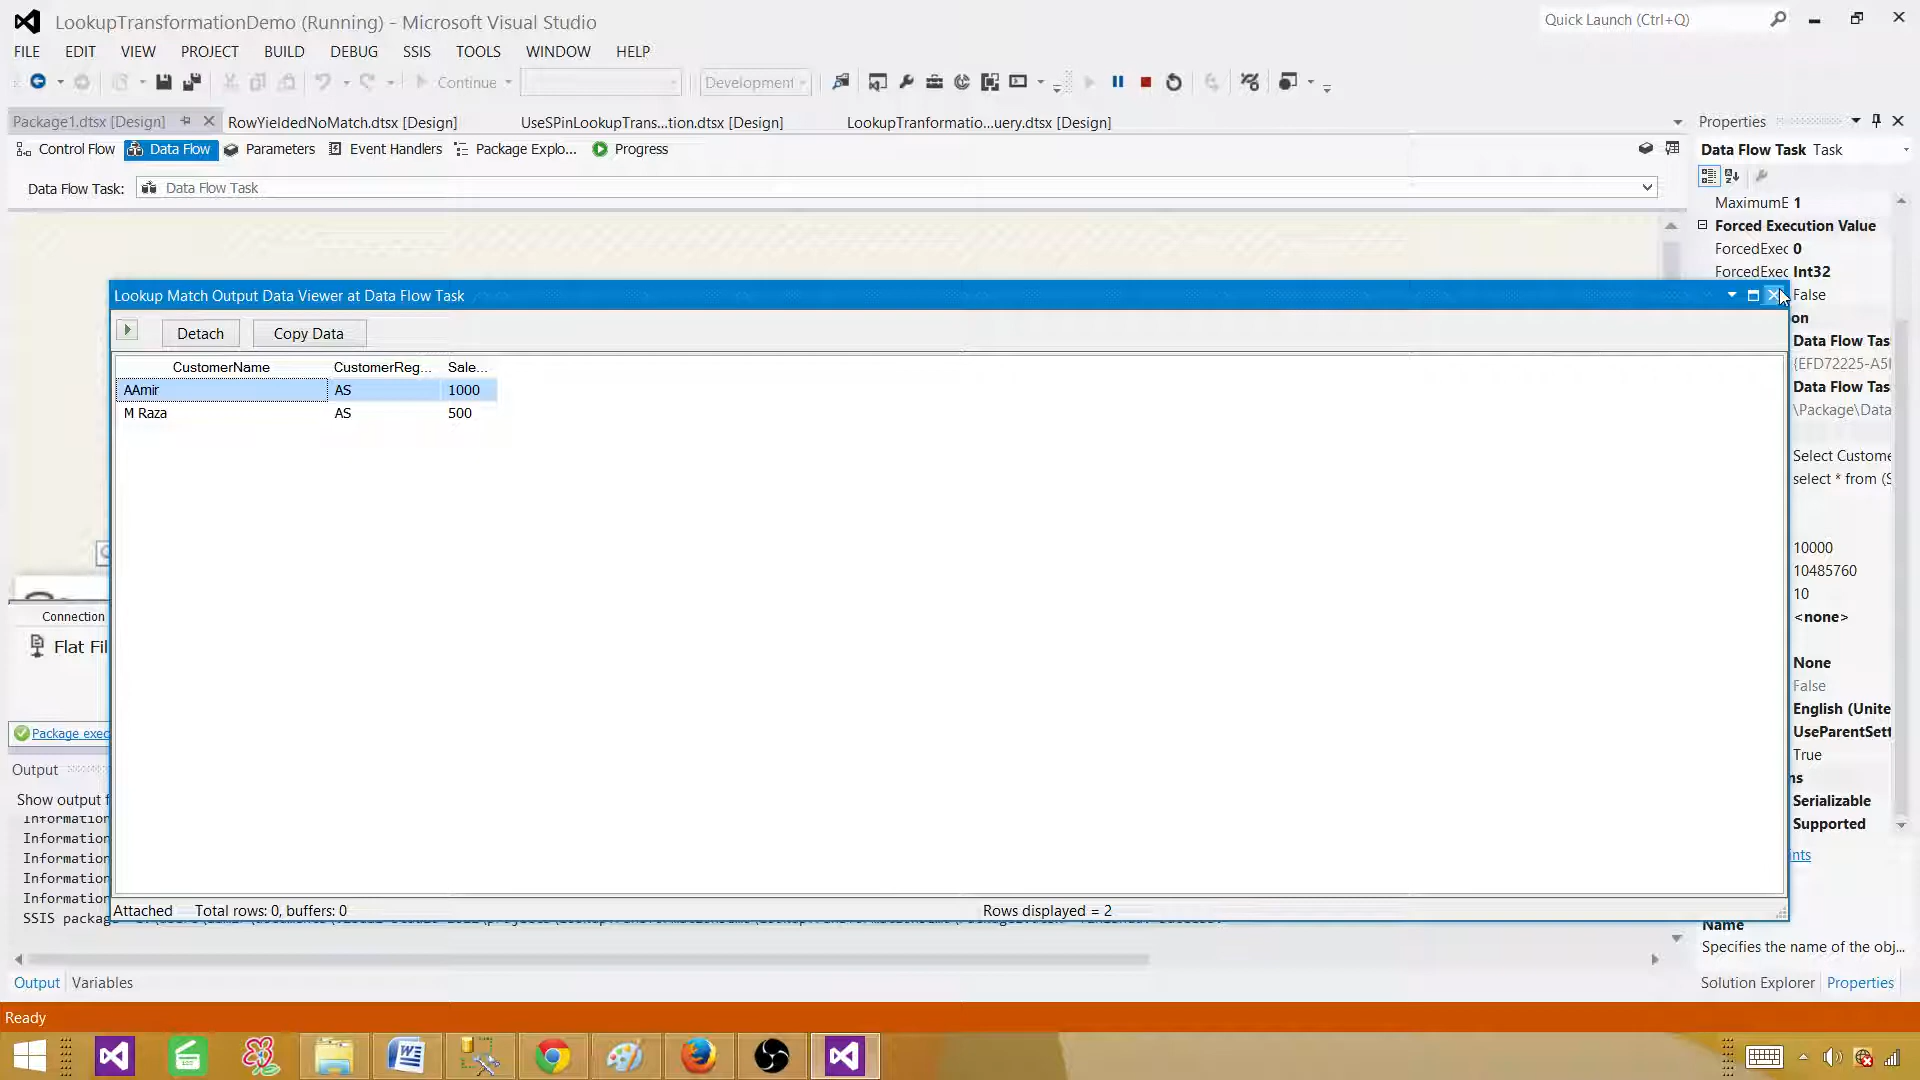 LookupTransformationDemo (Running) - Microsoft Visual Studio
Quick Launch (Ctrl+Q)
FILE EDIT VIEW PROJECT BUILD DEBUG SSIS TOOLS WINDOW HELP
Continue Development
Package1.dtsx [Design] RowYieldedNoMatch.dtsx [Design] UseSPinLookupTrans...tion.dtsx [Design] LookupTranformatio...uery.dtsx [Design]
Properties
Control Flow Data Flow Parameters Event Handlers Package Explo... Progress
Data Flow Task Task
Data Flow Task: Data Flow Task
MaximumE 1
Forced Execution Value
ForcedExec 0
ForcedExec Int32
Lookup Match Output Data Viewer at Data Flow Task
False
on
Detach Copy Data
Data Flow Tas
{EFD72225-A5
CustomerName CustomerReg... Sale...
AAmir AS 1000
M Raza AS 500
Data Flow Tas
\Package\Data
Select Custome
select * from (S
10000
10485760
10
<none>
Connection
Flat Fil
None
False
English (Unite
UseParentSett
True
ns
Serializable
Supported
ints
Package exec
Output
Show output f
Information
Information
Information
Information
Information
SSIS package
Attached Total rows: 0, buffers: 0 Rows displayed = 2
Name
Specifies the name of the obj...
Output Variables
Solution Explorer Properties
Ready